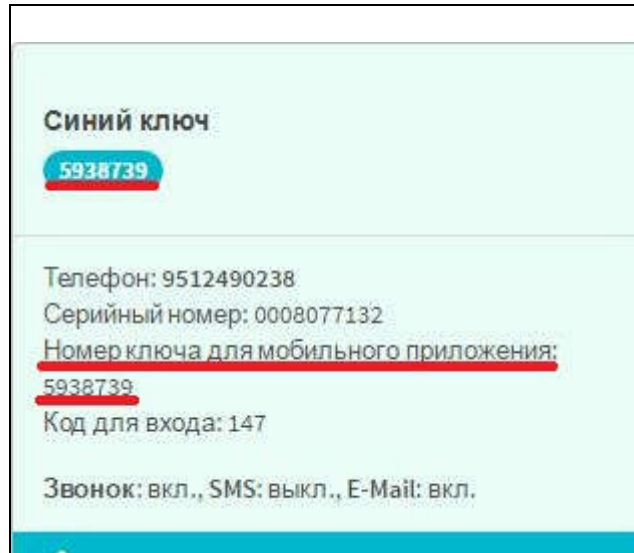 Синий ключ
5938739
Телефон: 9512490238
Серийный номер: 0008077132
Номер ключа для мобильного приложения:
5938739
Код для входа: 147
Звонок: вкл., SMS: выкл., E-Mail: вкл.